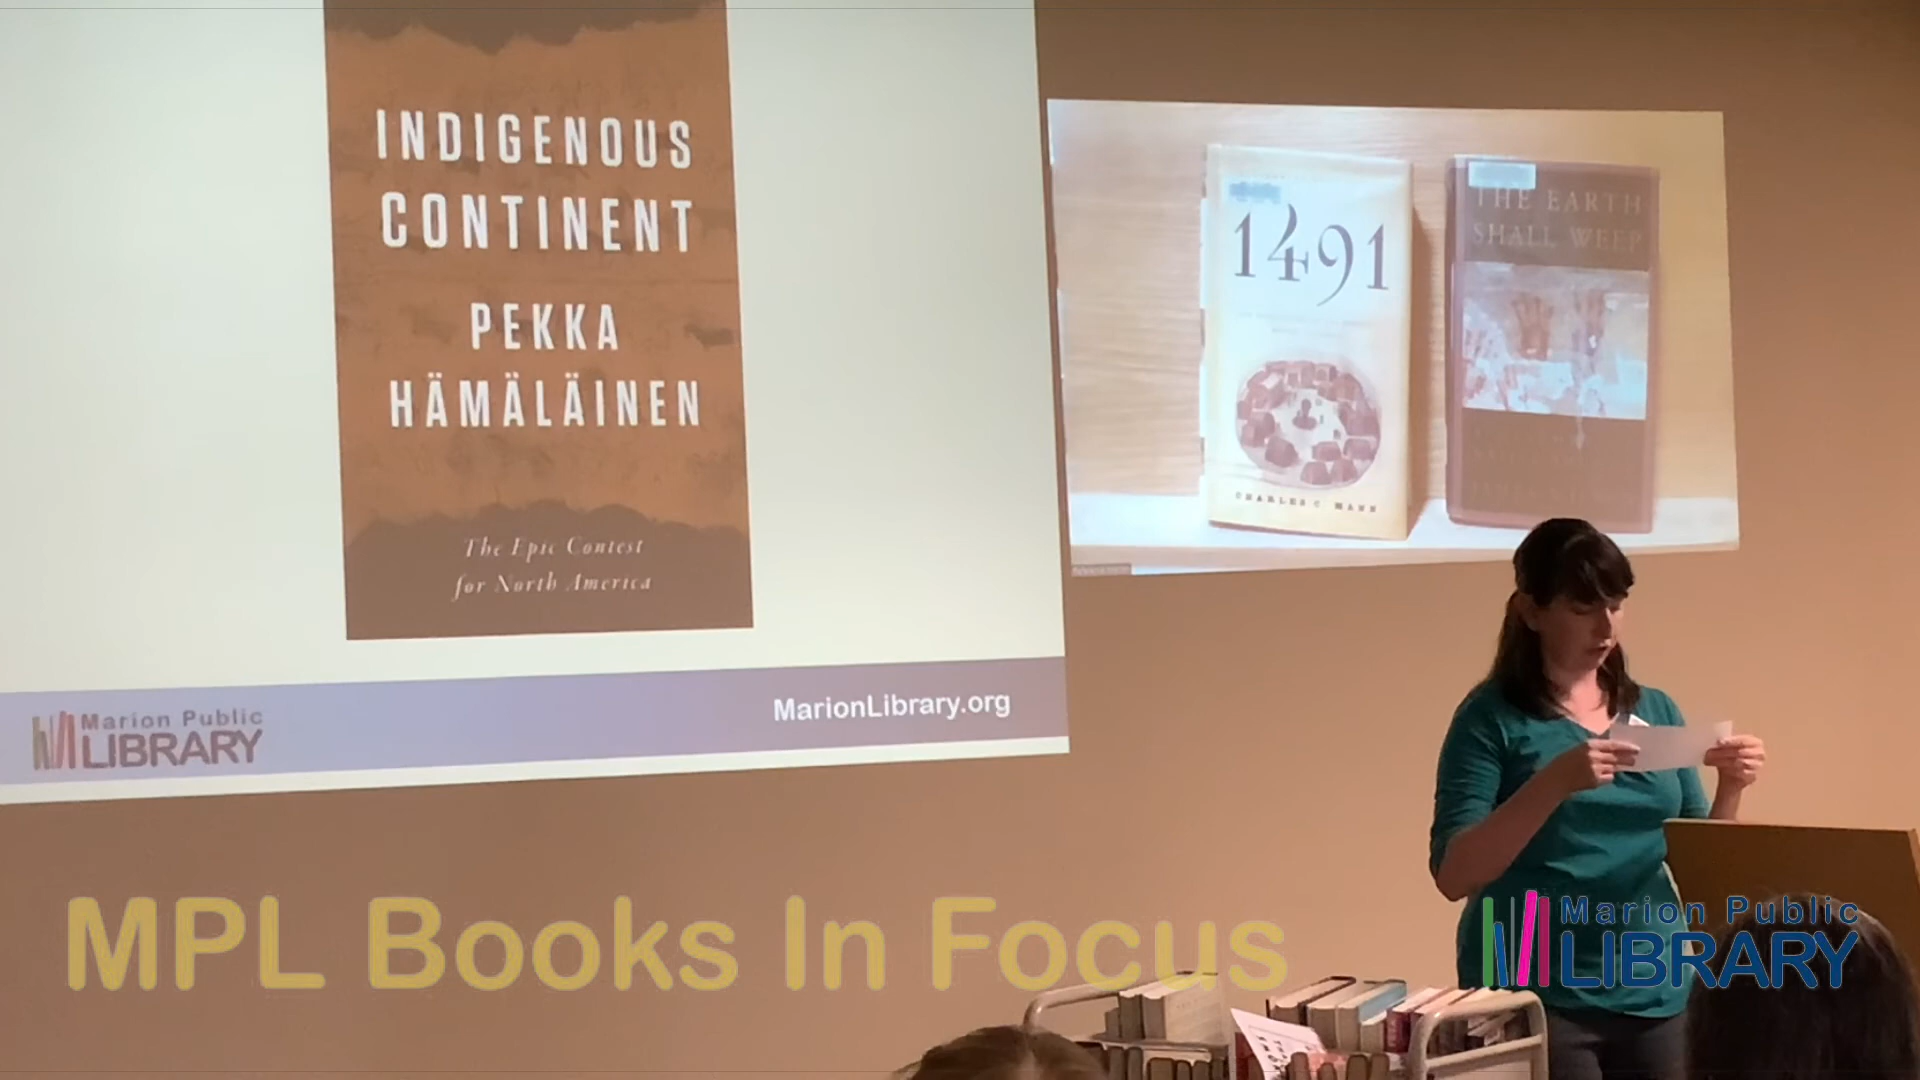 INDIGENOUS
CONTINENT
PEKKA
HÄMÄLÄINEN
The Epic Contest
for North America
Marion Public
LIBRARY
MarionLibrary.org
1491
CHARLES C. MANN
THE EARTH
SHALL WEEP
MPL Books In Focus
Marion Public
LIBRARY